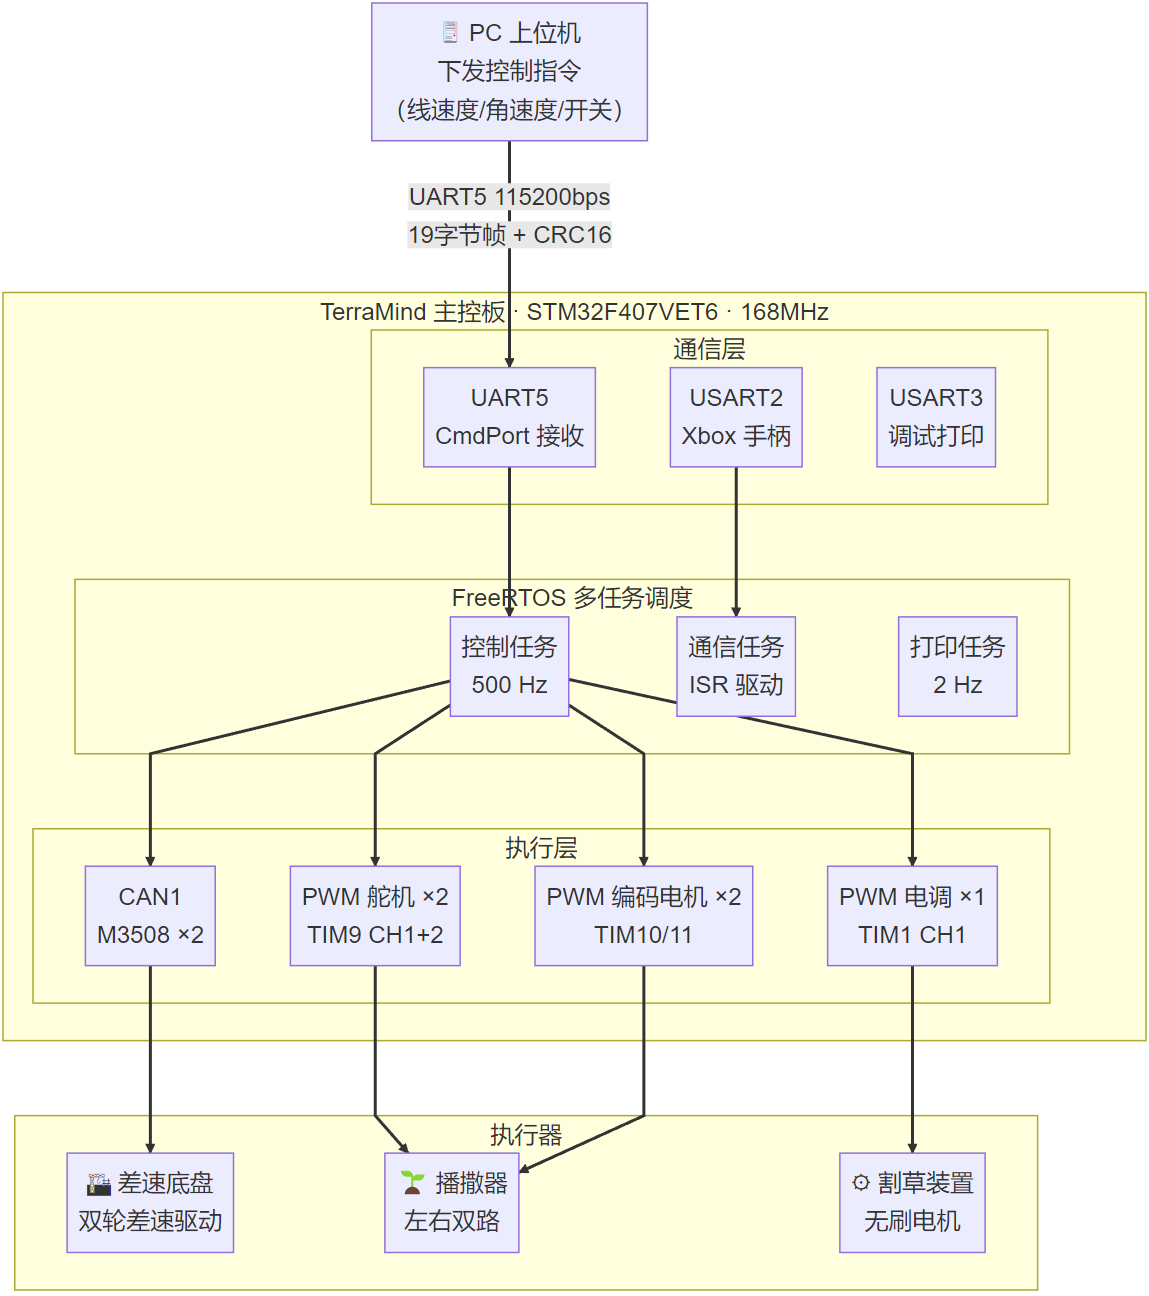 PC 上位机
下发控制指令
（线速度/角速度/开关）
UART5 115200bps
19字节帧 + CRC16
TerraMind 主控板 · STM32F407VET6 · 168MHz
通信层
UART5
CmdPort 接收
USART2
Xbox 手柄
USART3
调试打印
FreeRTOS 多任务调度
控制任务
500 Hz
通信任务
ISR 驱动
打印任务
2 Hz
执行层
CAN1
M3508 ×2
PWM 舵机 ×2
TIM9 CH1+2
PWM 编码电机 ×2
TIM10/11
PWM 电调 ×1
TIM1 CH1
执行器
差速底盘
双轮差速驱动
播撒器
左右双路
割草装置
无刷电机